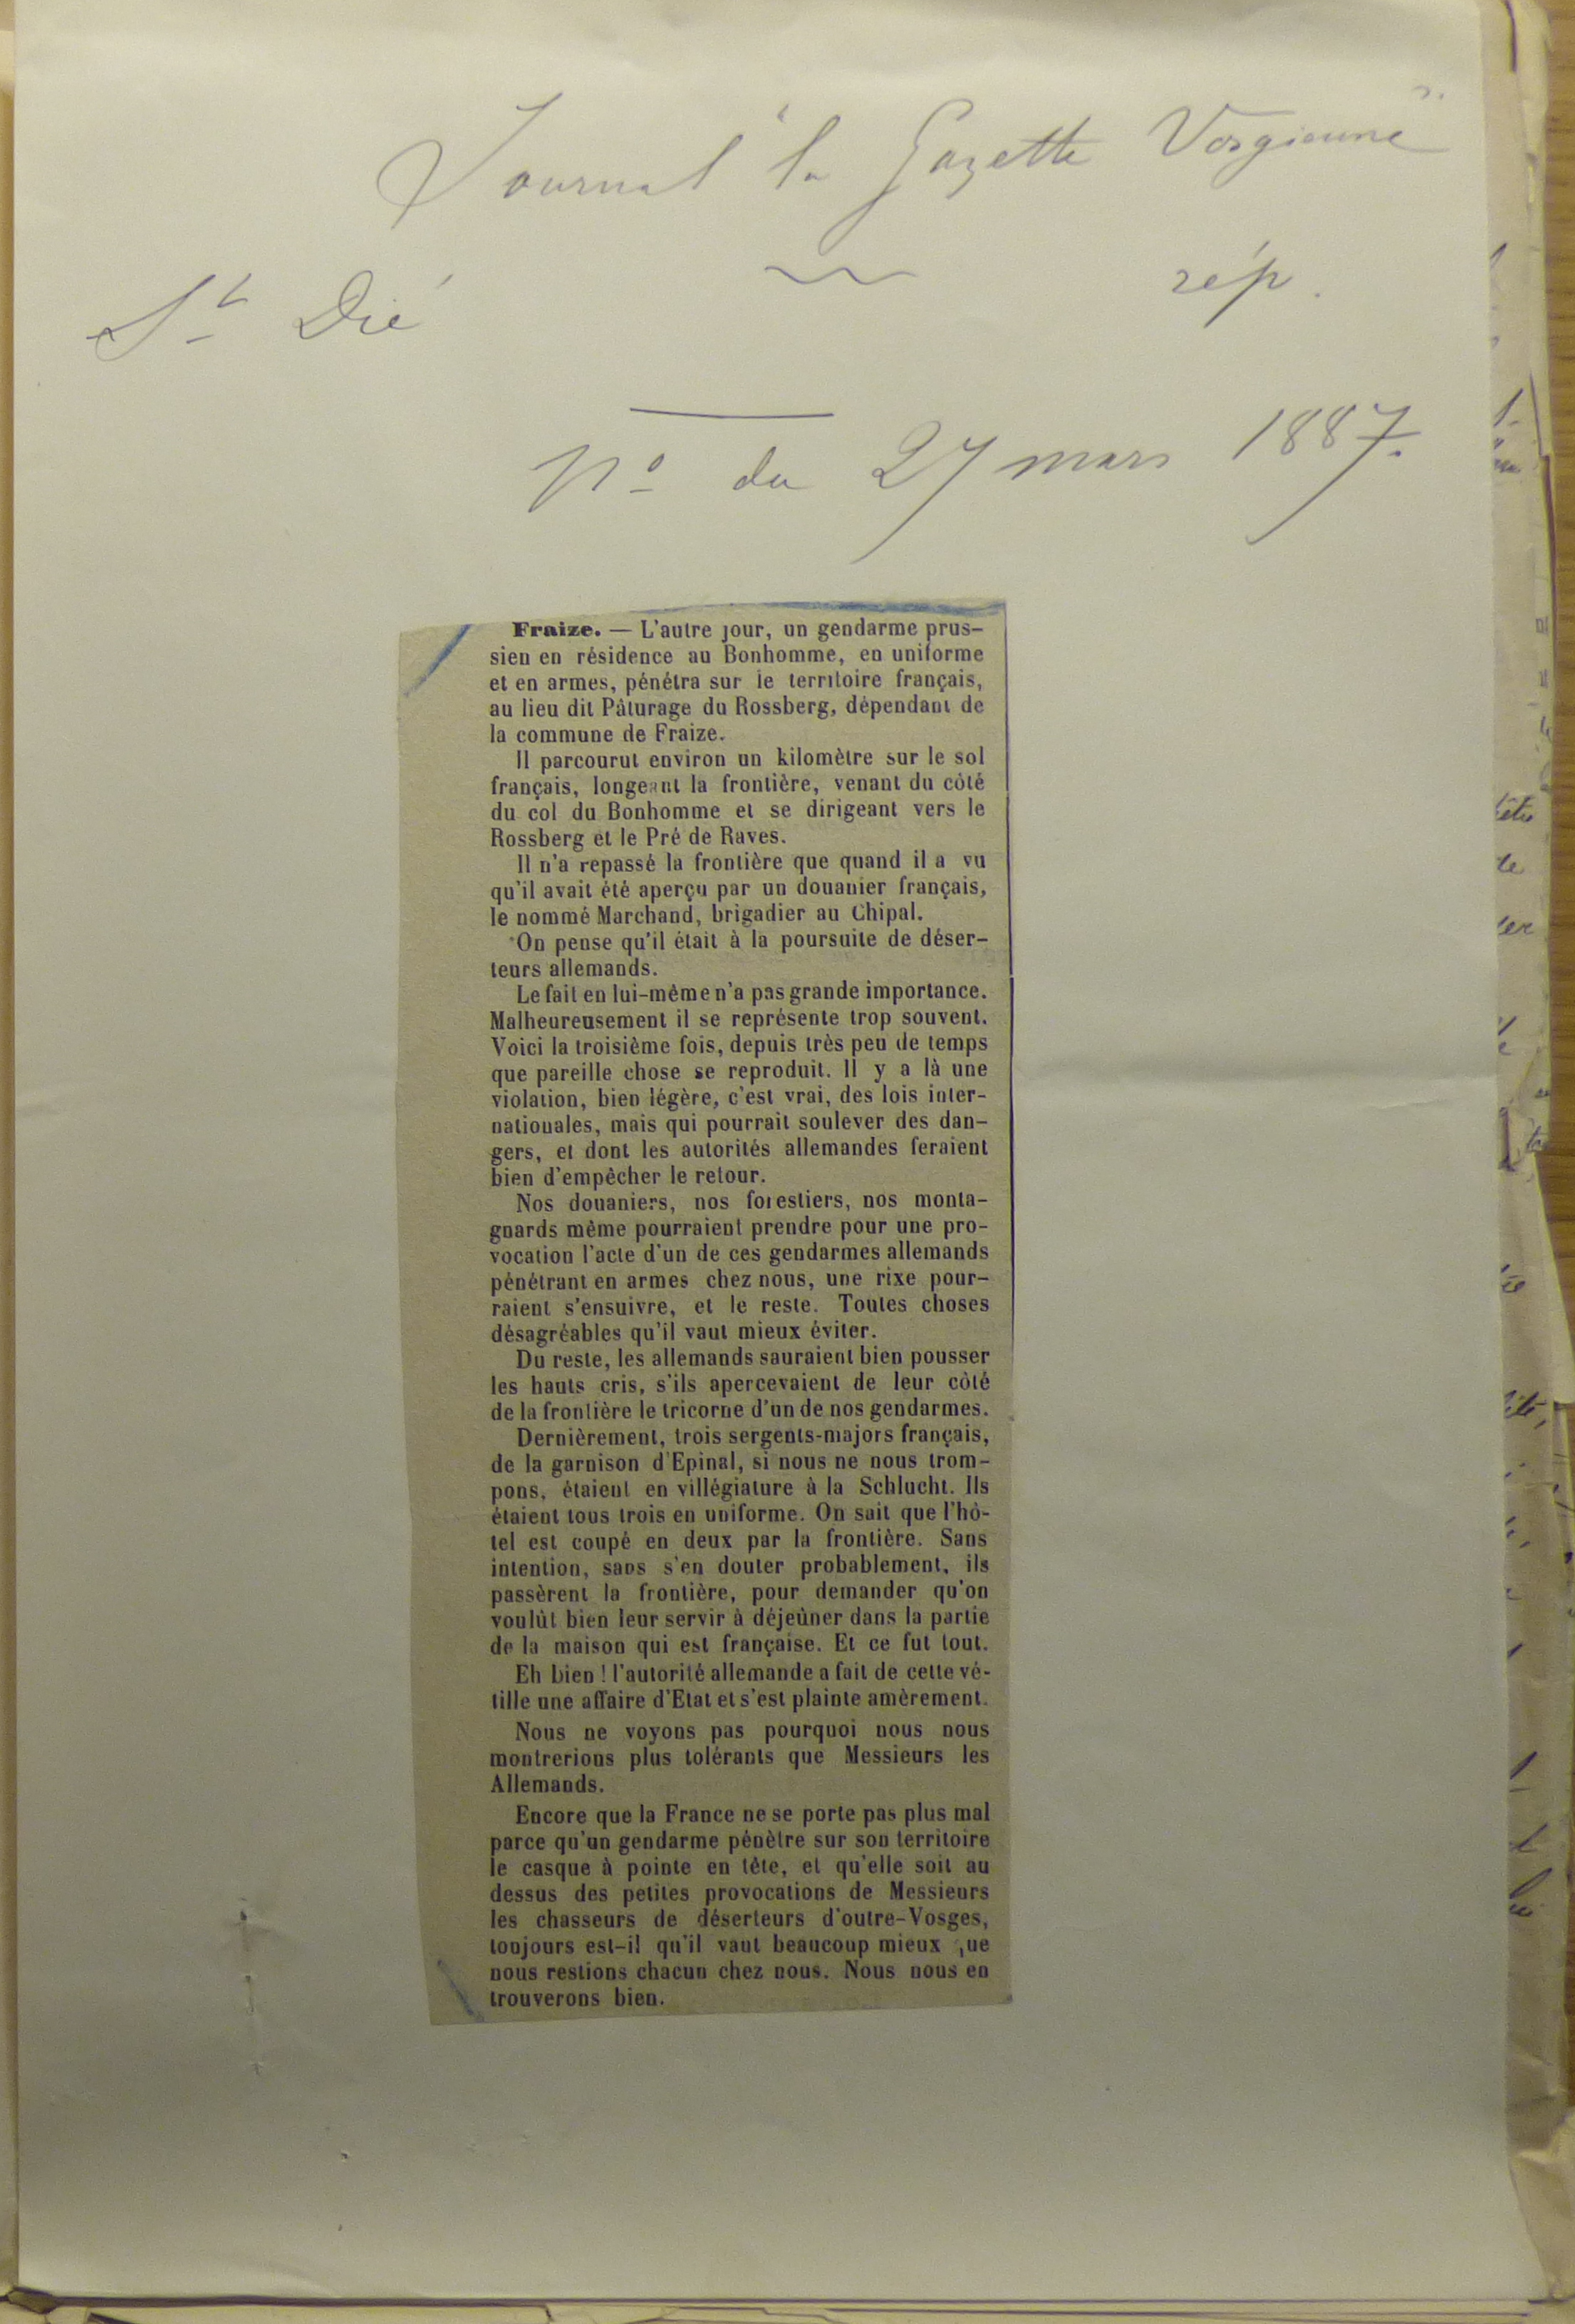 Journal "la Gazette Vosgienne"
St Dié rép.
No du 27 mars 1887.
Fraize. — L'autre jour, un gendarme prus-
sien en résidence au Bonhomme, en uniforme
et en armes, pénétra sur le territoire français,
au lieu dit Pâturage du Rossberg, dépendant de
la commune de Fraize.
Il parcourut environ un kilomètre sur le sol
français, longeant la frontière, venant du côté
du col du Bonhomme et se dirigeant vers le
Rossberg et le Pré de Raves.
Il n'a repassé la frontière que quand il a vu
qu'il avait été aperçu par un douanier français,
le nommé Marchand, brigadier au Chipal.
On pense qu'il était à la poursuite de déser-
teurs allemands.
Le fait en lui-même n'a pas grande importance.
Malheureusement il se représente trop souvent.
Voici la troisième fois, depuis très peu de temps
que pareille chose se reproduit. Il y a là une
violation, bien légère, c'est vrai, des lois inter-
nationales, mais qui pourrait soulever des dan-
gers, et dont les autorités allemandes feraient
bien d'empêcher le retour.
Nos douaniers, nos forestiers, nos monta-
gnards même pourraient prendre pour une pro-
vocation l'acte d'un de ces gendarmes allemands
pénétrant en armes chez nous, une rixe pour-
raient s'ensuivre, et le reste. Toutes choses
désagréables qu'il vaut mieux éviter.
Du reste, les allemands sauraient bien pousser
les hauts cris, s'ils apercevaient de leur côté
de la frontière le tricorne d'un de nos gendarmes.
Dernièrement, trois sergents-majors français,
de la garnison d'Epinal, si nous ne nous trom-
pons, étaient en villégiature à la Schlucht. Ils
étaient tous trois en uniforme. On sait que l'hô-
tel est coupé en deux par la frontière. Sans
intention, sans s'en douter probablement, ils
passèrent la frontière, pour demander qu'on
voulût bien leur servir à déjeûner dans la partie
de la maison qui est française. Et ce fut tout.
Eh bien ! l'autorité allemande a fait de cette vé-
tille une affaire d'Etat et s'est plainte amèrement.
Nous ne voyons pas pourquoi nous nous
montrerions plus tolérants que Messieurs les
Allemands.
Encore que la France ne se porte pas plus mal
parce qu'un gendarme pénètre sur son territoire
le casque à pointe en tête, et qu'elle soit au
dessus des petites provocations de Messieurs
les chasseurs de déserteurs d'outre-Vosges,
toujours est-il qu'il vaut beaucoup mieux que
nous restions chacun chez nous. Nous nous en
trouverons bien.